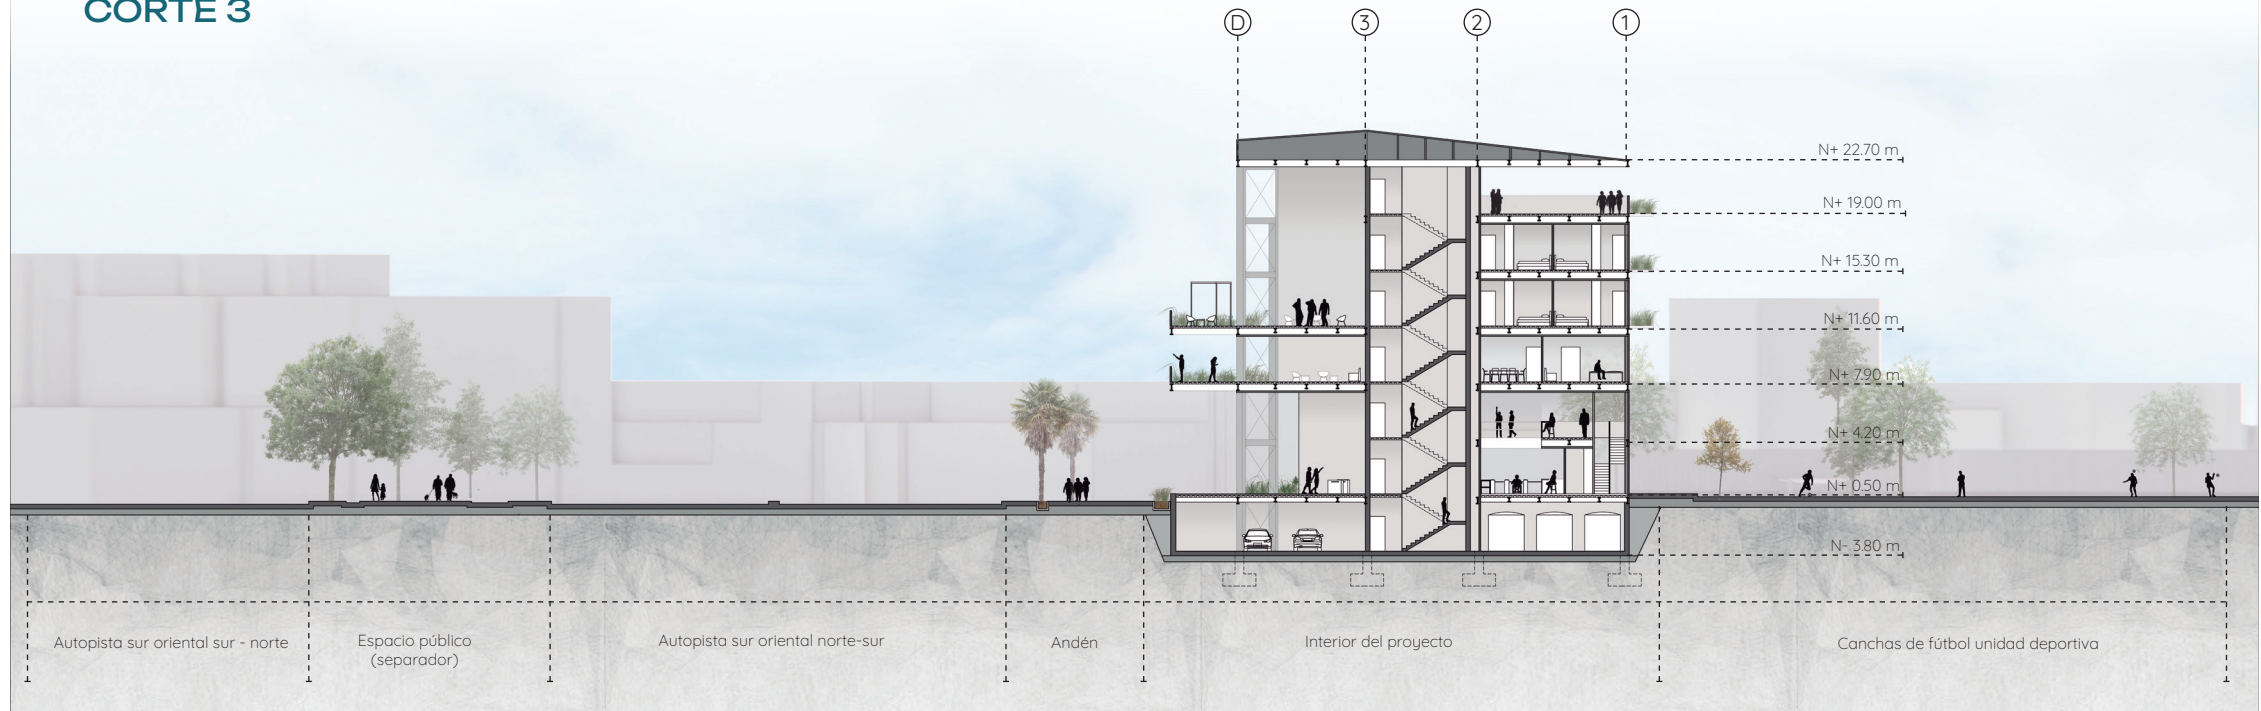 CORTE 3
D
3
2
1
N+ 22.70 m
N+ 19.00 m
N+ 15.30 m
N+ 11.60 m
N+ 7.90 m
N+ 4.20 m
N+ 0.50 m
N- 3.80 m
Autopista sur oriental sur - norte
Espacio público
(separador)
Autopista sur oriental norte-sur
Andén
Interior del proyecto
Canchas de fútbol unidad deportiva